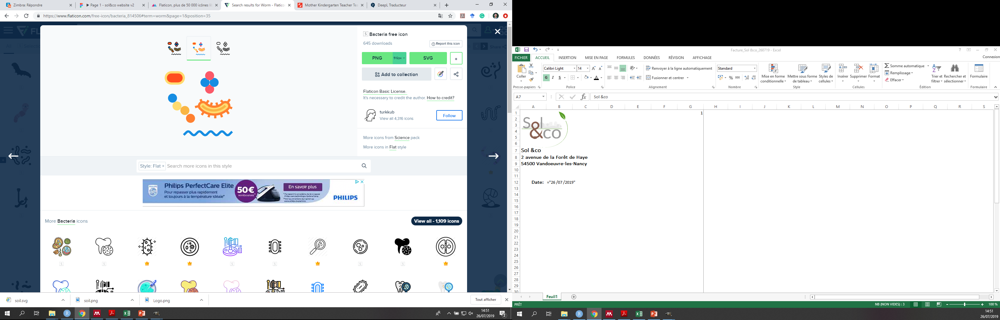 Zimbra: Répondre
Page 1 - sol&co website v2
Flaticon, plus de 50 000 icônes li
Search results for Worm - Flatico
Mother Kindergarten Teacher Tea
DeepL Traducteur
https://www.flaticon.com/free-icon/bacteria_814506#term=worm&page=1&position=35
FL
Share
S Bacteria free icon
645 downloads
Report this icon
PNG 512px
SVG
+
Add to collection
Flaticon Basic License.
It's necessary to credit the author. How to credit?
turkkub
View all 4,316 icons
Follow
More icons from Science pack
More icons in Flat style
Style: Flat × Search more icons in this style
PHILIPS
Philips PerfectCare Elite
Pour repasser plus rapidement
et toujours à la température idéale*
50€
remboursés
En savoir plus
PHILIPS
More Bacteria icons
View all - 1,109 icons
S S S S S S
soil.svg
soil.png
Logo.png
Tout afficher
14:51
26/07/2019
2
Facture_Sol &co_260719 - Excel
FICHIER ACCUEIL INSERTION MISE EN PAGE FORMULES DONNÉES RÉVISION AFFICHAGE
Connexion
Coller
Presse-papiers
Calibri Light 14
G I S
Police
Renvoyer à la ligne automatiquement
Fusionner et centrer
Alignement
Standard
% 000
Nombre
Mise en forme conditionnelle
Mettre sous forme de tableau
Styles de cellules
Style
Insérer Supprimer Format
Cellules
Somme automatique
Remplissage
Effacer
Trier et filtrer
Rechercher et sélectionner
Édition
Formulaire
Formulaire
A7
fx Sol &co
A B C D E F G H I J K L M N O P Q R S
1 1
2
3
4
5
6
Sol
&co
7 Sol &co
8 2 avenue de la Forêt de Haye
9 54500 Vandoeuvre-les-Nancy
10
11
12 Date: ="26 /07 /2019"
13
14
15
16
17
18
19
20
21
22
23
24
25
26
27
28
29
30
Feuil1
PRÊT
NB (NON VIDES) : 3
100 %
14:51
26/07/2019